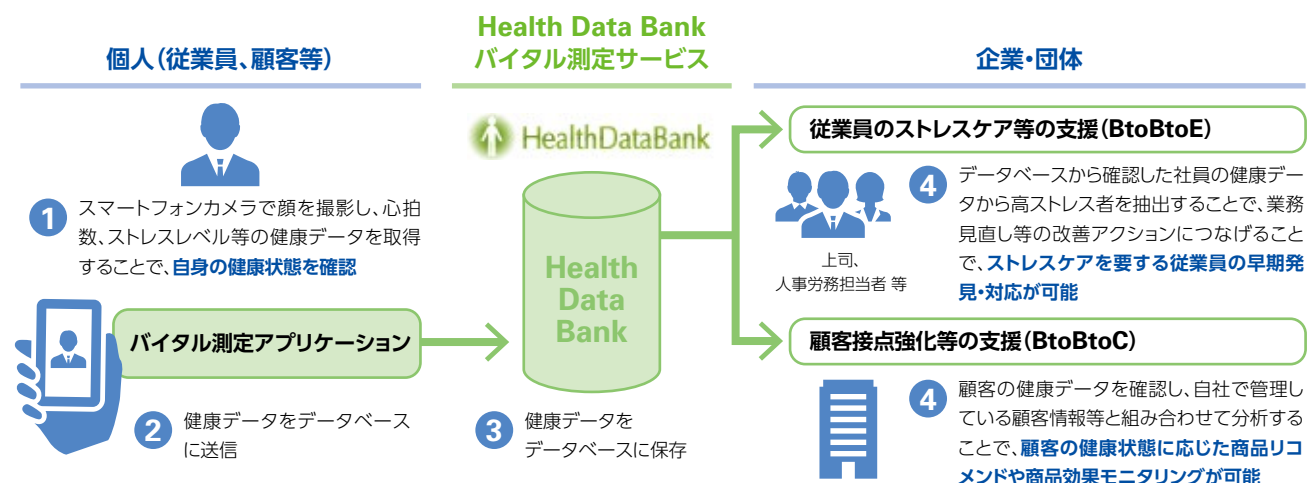 個人(従業員、顧客等)
Health Data Bank
バイタル測定サービス
企業・団体
1
スマートフォンカメラで顔を撮影し、心拍
数、ストレスレベル等の健康データを取得
することで、自身の健康状態を確認
バイタル測定アプリケーション
2
健康データをデータベース
に送信
HealthDataBank
Health
Data
Bank
3
健康データを
データベースに保存
従業員のストレスケア等の支援(BtoBtoE)
上司、
人事労務担当者 等
4
データベースから確認した社員の健康デー
タから高ストレス者を抽出することで、業務
見直し等の改善アクションにつなげること
で、ストレスケアを要する従業員の早期発
見・対応が可能
顧客接点強化等の支援(BtoBtoC)
4
顧客の健康データを確認し、自社で管理し
ている顧客情報等と組み合わせて分析する
ことで、顧客の健康状態に応じた商品リコ
メンドや商品効果モニタリングが可能